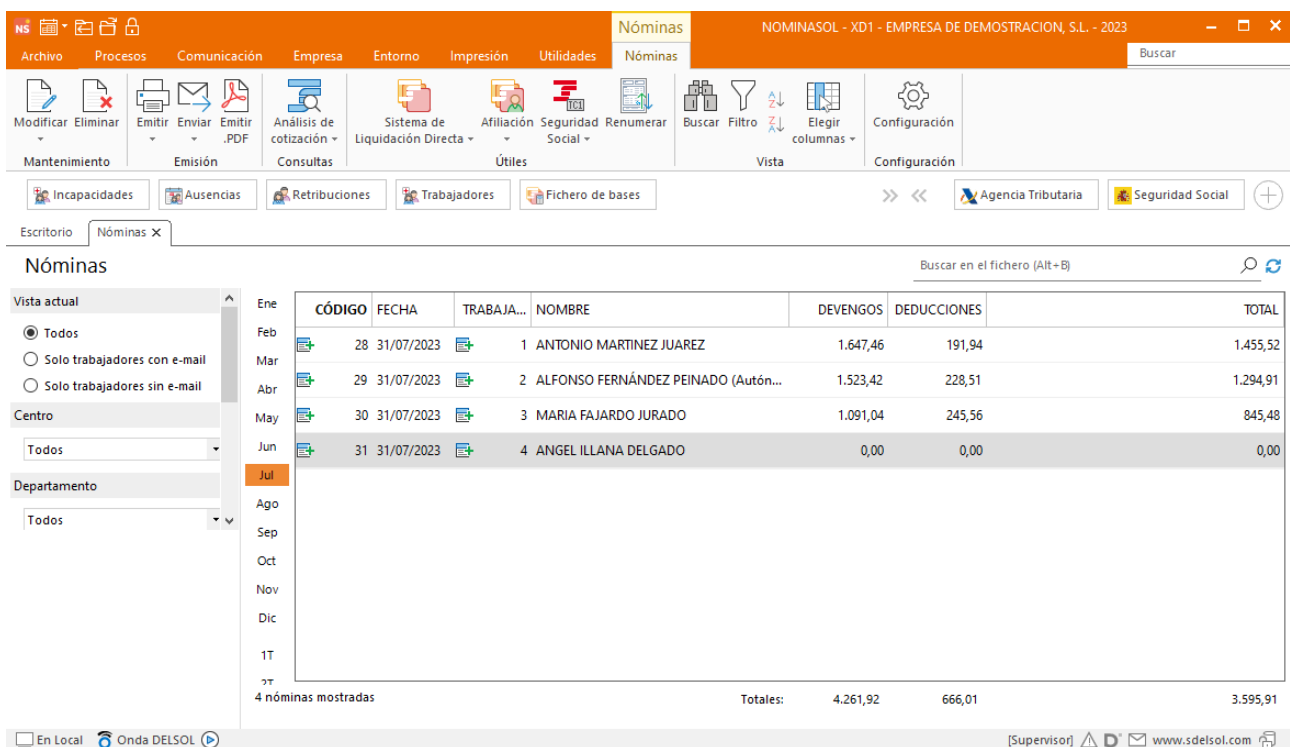 NS Nóminas NOMINASOL - XD1 - EMPRESA DE DEMOSTRACION, S.L. - 2023
Archivo Procesos Comunicación Empresa Entorno Impresión Utilidades Nóminas Buscar
Modificar Eliminar Emitir Enviar Emitir .PDF Análisis de cotización Sistema de Liquidación Directa Afiliación Seguridad Social TC1 Renumerar Buscar Filtro Elegir columnas Configuración
Mantenimiento Emisión Consultas Útiles Vista Configuración
Incapacidades Ausencias Retribuciones Trabajadores Fichero de bases Agencia Tributaria Seguridad Social
Escritorio Nóminas X
Nóminas Buscar en el fichero (Alt+B)
Vista actual
Todos
Solo trabajadores con e-mail
Solo trabajadores sin e-mail
Centro
Todos
Departamento
Todos
Ene
Feb
Mar
Abr
May
Jun
Jul
Ago
Sep
Oct
Nov
Dic
1T
2T
CÓDIGO FECHA TRABAJA... NOMBRE DEVENGOS DEDUCCIONES TOTAL
28 31/07/2023 1 ANTONIO MARTINEZ JUAREZ 1.647,46 191,94 1.455,52
29 31/07/2023 2 ALFONSO FERNÁNDEZ PEINADO (Autón... 1.523,42 228,51 1.294,91
30 31/07/2023 3 MARIA FAJARDO JURADO 1.091,04 245,56 845,48
31 31/07/2023 4 ANGEL ILLANA DELGADO 0,00 0,00 0,00
4 nóminas mostradas Totales: 4.261,92 666,01 3.595,91
En Local Onda DELSOL [Supervisor] D www.sdelsol.com